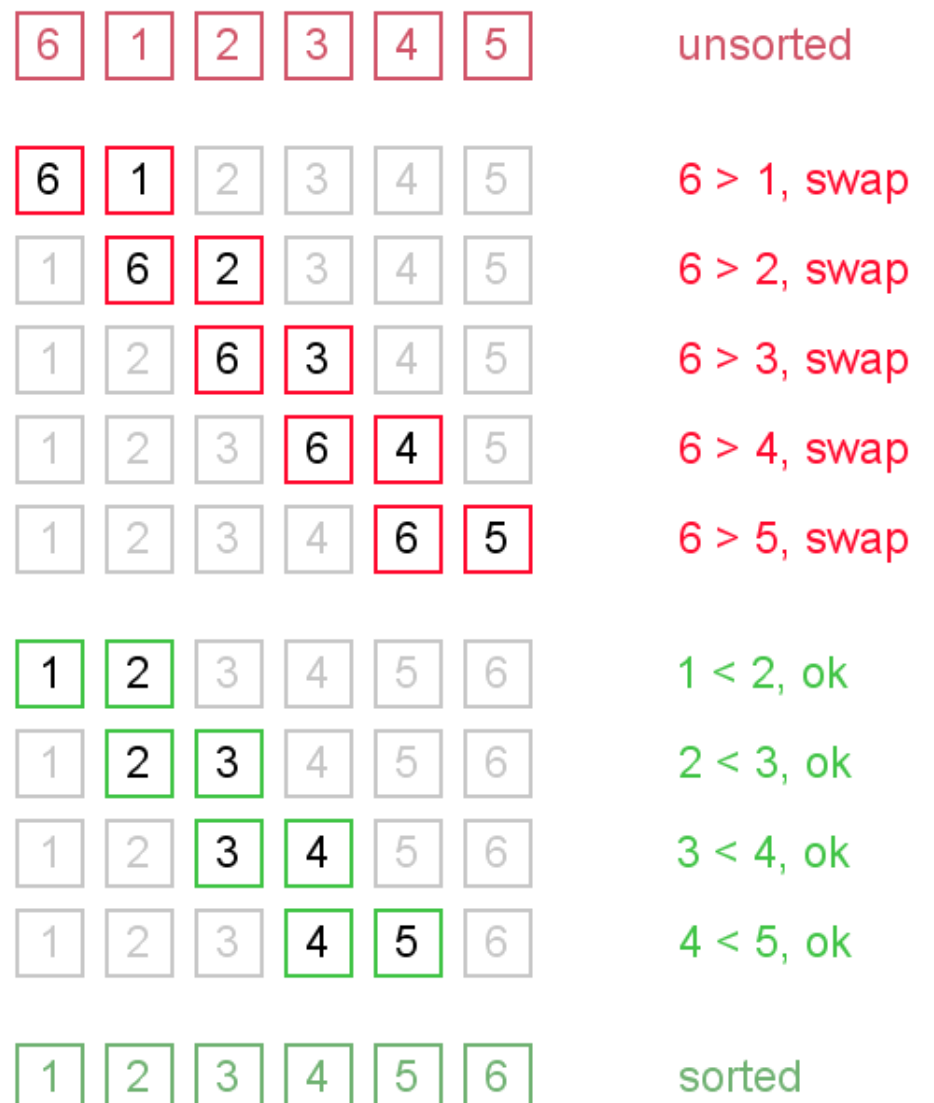 6 1 2 3 4 5 unsorted
6 1 2 3 4 5 6 > 1, swap
1 6 2 3 4 5 6 > 2, swap
1 2 6 3 4 5 6 > 3, swap
1 2 3 6 4 5 6 > 4, swap
1 2 3 4 6 5 6 > 5, swap
1 2 3 4 5 6 1 < 2, ok
1 2 3 4 5 6 2 < 3, ok
1 2 3 4 5 6 3 < 4, ok
1 2 3 4 5 6 4 < 5, ok
1 2 3 4 5 6 sorted